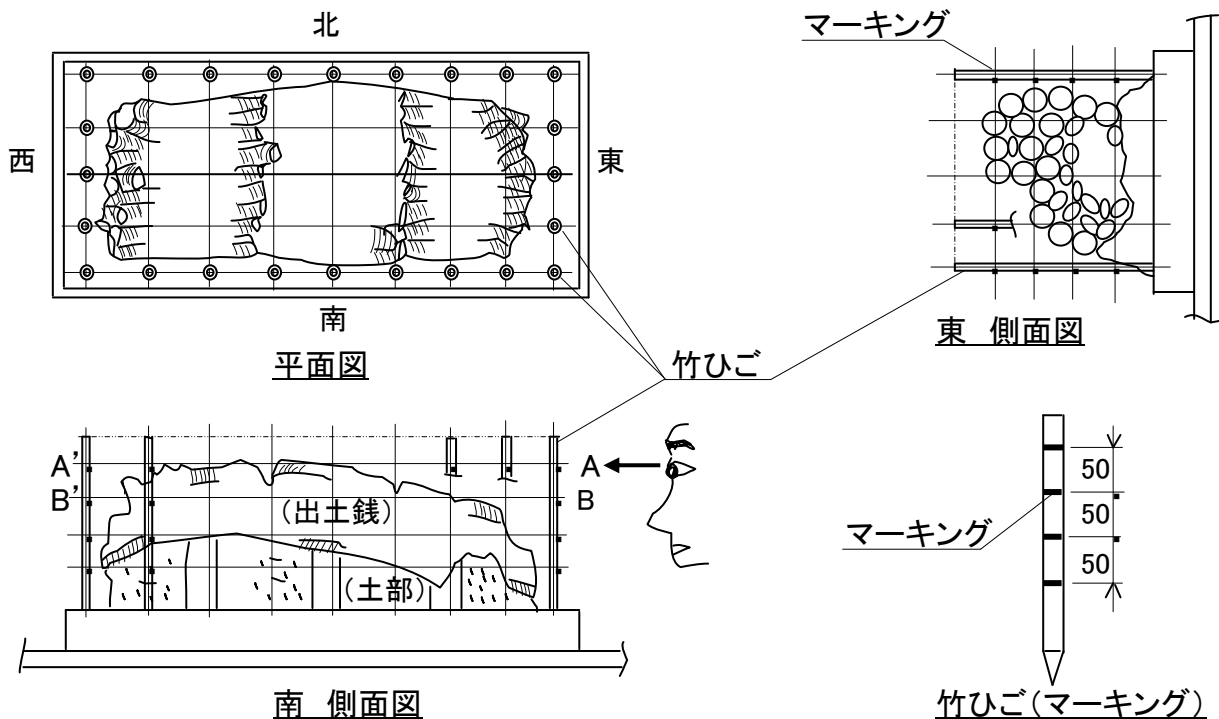 北
西
東
南
平面図
マーキング
東 側面図
竹ひご
A'
B'
A
B
(出土銭)
(土部)
南 側面図
マーキング
50
50
50
竹ひご(マーキング)